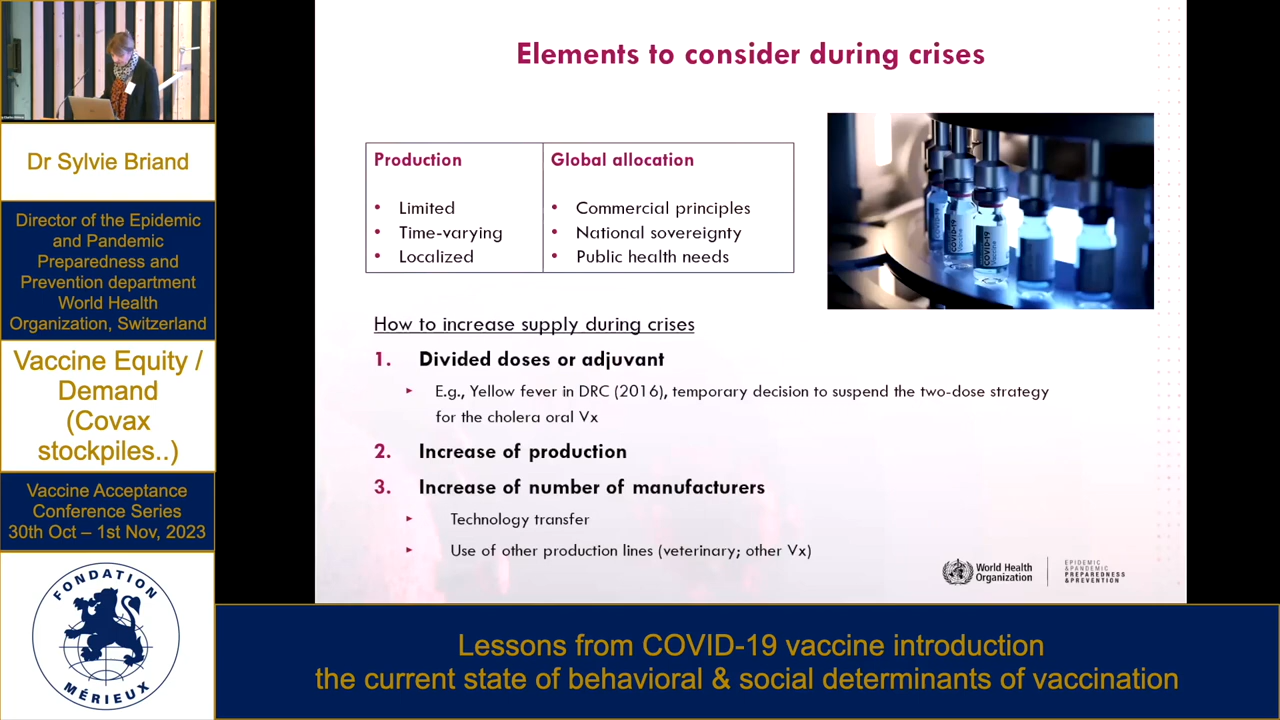 Dr Sylvie Briand
Director of the Epidemic
and Pandemic
Preparedness and
Prevention department
World Health
Organization, Switzerland
Vaccine Equity /
Demand
(Covax
stockpiles..)
Vaccine Acceptance
Conference Series
30th Oct – 1st Nov, 2023
FONDATION
MÉRIEUX
Elements to consider during crises
Production
• Limited
• Time-varying
• Localized
Global allocation
• Commercial principles
• National sovereignty
• Public health needs
COVID-19
Vaccine
COVID-19
Vaccine
How to increase supply during crises
1. Divided doses or adjuvant
E.g., Yellow fever in DRC (2016), temporary decision to suspend the two-dose strategy
for the cholera oral Vx
2. Increase of production
3. Increase of number of manufacturers
Technology transfer
Use of other production lines (veterinary; other Vx)
World Health
Organization
EPIDEMIC
&PANDEMIC
PREPAREDNESS
&PREVENTION
Lessons from COVID-19 vaccine introduction
the current state of behavioral & social determinants of vaccination